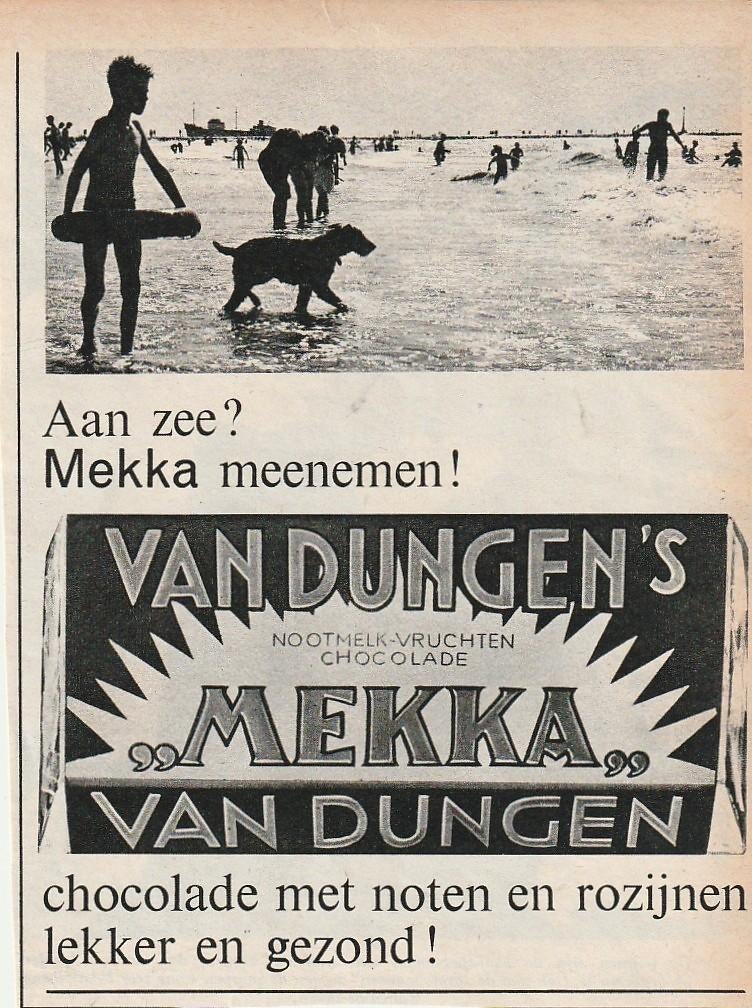 Aan zee?
Mekka meenemen!
VAN DUNGEN'S
NOOTMELK-VRUCHTEN
CHOCOLADE
„MEKKA„
VAN DUNGEN
chocolade met noten en rozijnen
lekker en gezond!